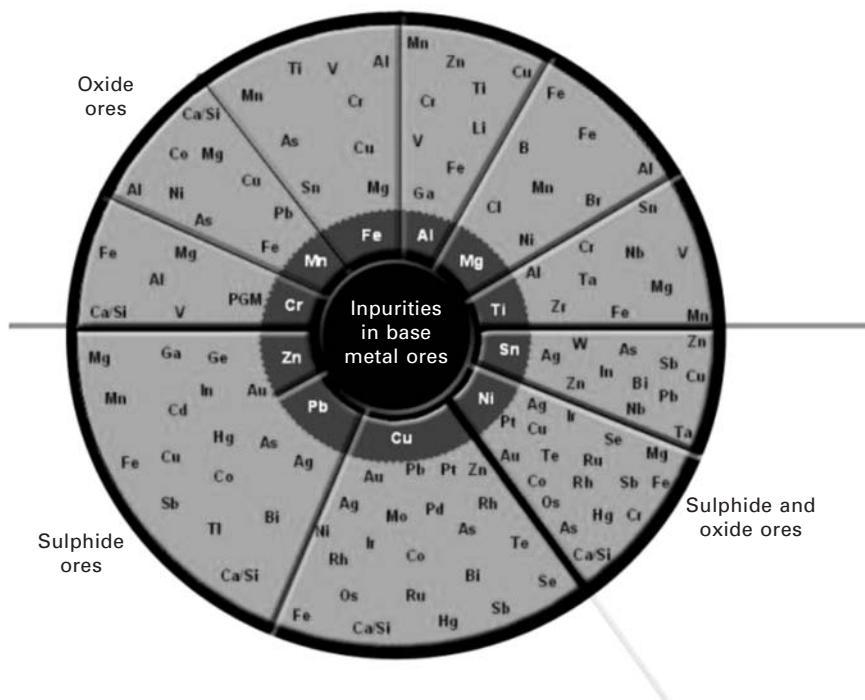 Oxide
ores
Inpurities
in base
metal ores
Sulphide
ores
Sulphide and
oxide ores
Fe
Al
Mg
Ti
Sn
Ni
Cu
Pb
Zn
Cr
Mn
Ti V Al
Mn
Cr
As
Cu
Sn
Mg
Mn
Zn
Cu
Ti
Cr
Li
V
Fe
Ga
Fe
Fe
B
Al
Mn
Br
Cl
Ni
Sn
Cr
Nb V
Al
Ta
Mg
Zr
Fe
Mn
Zn
W
As
Ag
Sb
In
Cu
Zn
Bi
Pb
Nb
Ta
Ag
Ir
Pt
Cu
Se
Mg
Au Te Ru
Co Rh Sb Fe
Os
Hg Cr
As
Ca/Si
Au Pb Pt Zn
Ag
Rh
Mo Pd
Ni
As
Ir
Te
Rh
Co
Bi
Se
Os
Ru
Sb
Fe
Ca/Si
Hg
Mg
Ga
Ge
In Au
Mn
Cd
Hg
As
Cu
Ag
Fe
Co
Sb
Tl
Bi
Ca/Si
Fe
Mg
Al
PGM
Ca/Si
V
Ca/Si
Co Mg
Cu
Al Ni
Pb
As
Fe